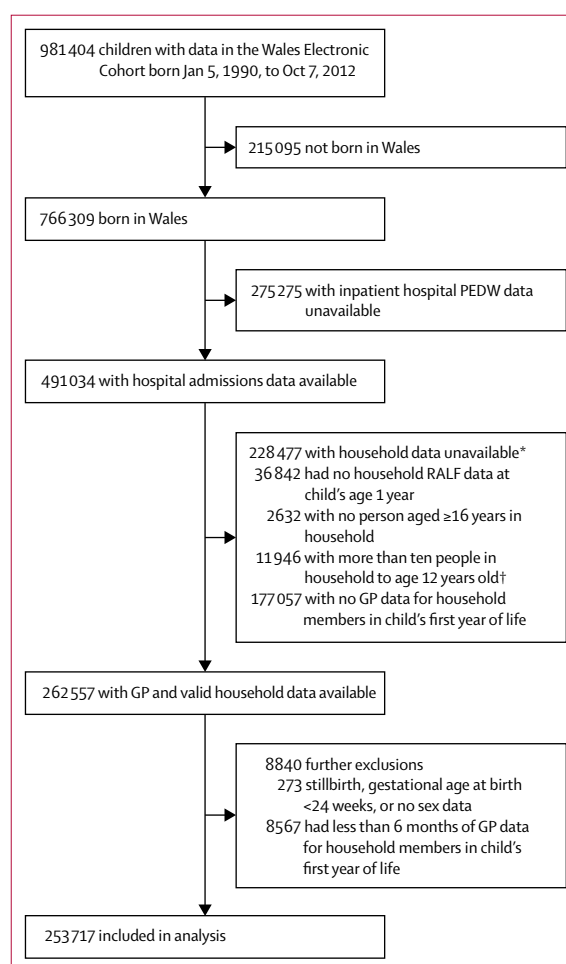 981 404 children with data in the Wales Electronic
Cohort born Jan 5, 1990, to Oct 7, 2012
215 095 not born in Wales
766 309 born in Wales
275 275 with inpatient hospital PEDW data
unavailable
491 034 with hospital admissions data available
228 477 with household data unavailable*
36 842 had no household RALF data at
child's age 1 year
2632 with no person aged ≥16 years in
household
11 946 with more than ten people in
household to age 12 years old†
177 057 with no GP data for household
members in child's first year of life
262 557 with GP and valid household data available
8840 further exclusions
273 stillbirth, gestational age at birth
<24 weeks, or no sex data
8567 had less than 6 months of GP data
for household members in child's
first year of life
253 717 included in analysis